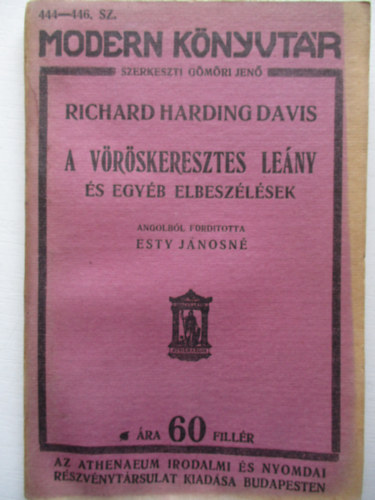 444—446. SZ.
MODERN KÖNYVTÁR
SZERKESZTI GÖMÖRI JENŐ
RICHARD HARDING DAVIS
A VÖRÖSKERESZTES LEÁNY
ÉS EGYÉB ELBESZÉLÉSEK
ANGOLBÓL FORDITOTTA
ESTY JÁNOSNÉ
ÁRA 60 FILLÉR
AZ ATHENAEUM IRODALMI ÉS NYOMDAI
RÉSZVÉNYTÁRSULAT KIADÁSA BUDAPESTEN